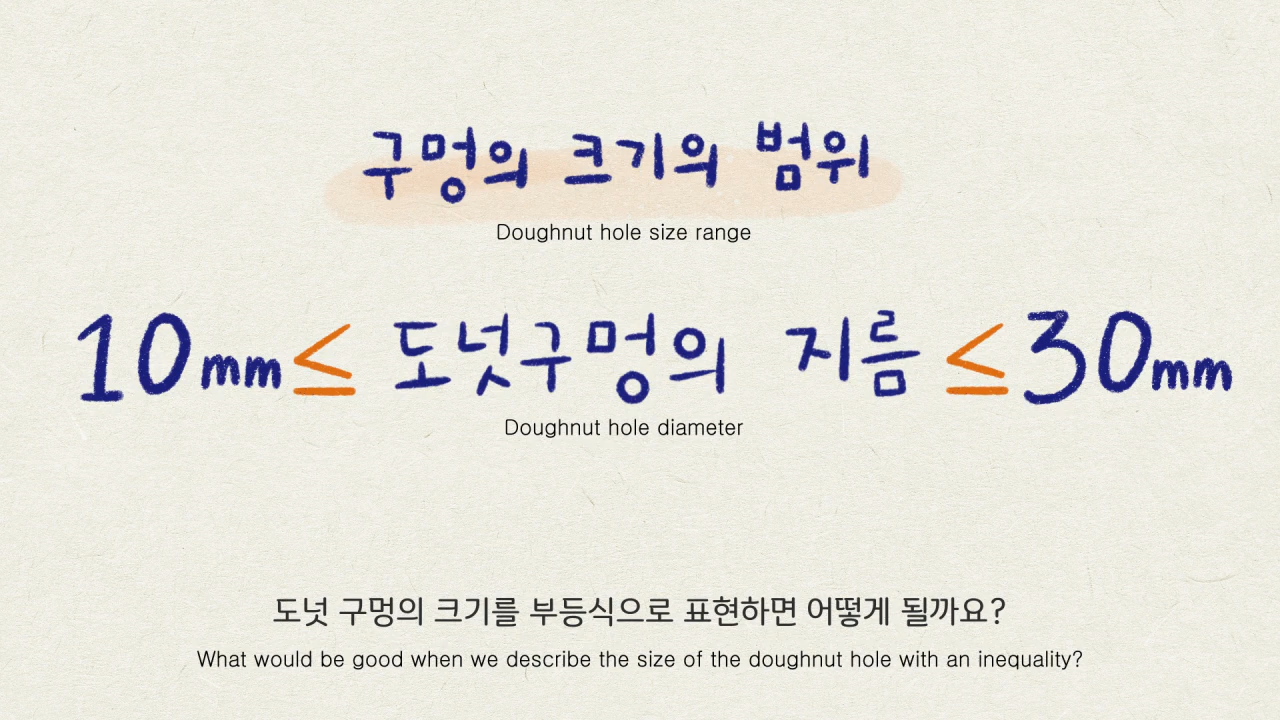 구멍의 크기의 범위
Doughnut hole size range
10mm≤ 도넛구멍의 지름 ≤30mm
Doughnut hole diameter
도넛 구멍의 크기를 부등식으로 표현하면 어떻게 될까요?
What would be good when we describe the size of the doughnut hole with an inequality?